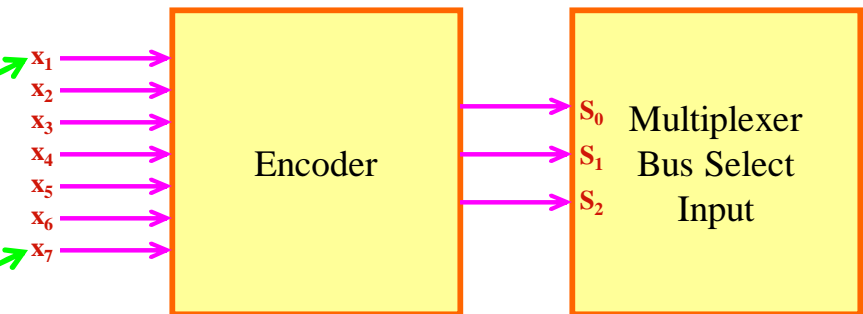 x₁
x₂
x₃
x₄
x₅
x₆
x₇
Encoder
S₀
S₁
S₂
Multiplexer
Bus Select
Input